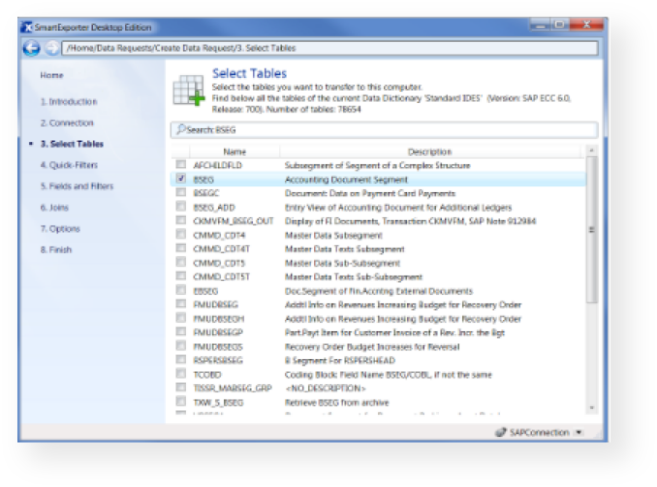 SmartExporter Desktop Edition
/Home/Data Requests/Create Data Request/3. Select Tables
Home
1. Introduction
2. Connection
3. Select Tables
4. Quick-Filters
5. Fields and Filters
6. Joins
7. Options
8. Finish
Select Tables
Select the tables you want to transfer to this computer.
Find below all the tables of the current Data Dictionary 'Standard IDES' (Version: SAP ECC 6.0,
Release: 700). Number of tables: 78654
Search: BSEG
Name Description
AFCHILDFLD Subsegment of Segment of a Complex Structure
BSEG Accounting Document Segment
BSEGC Document: Data on Payment Card Payments
BSEG_ADD Entry View of Accounting Document for Additional Ledgers
CKMVFM_BSEG_OUT Display of FI Documents, Transaction CKMVFM, SAP Note 912984
CMIMD_CDT4 Master Data Subsegment
CMIMD_CDT4T Master Data Texts Subsegment
CMIMD_CDT5 Master Data Sub-Subsegment
CMIMD_CDT5T Master Data Texts Sub-Subsegment
EBSEG Doc.Segment of Fin.Accntng External Documents
FMUDBSEG Addtl Info on Revenues Increasing Budget for Recovery Order
FMUDBSEGH Addtl Info on Revenues Increasing Budget for Recovery Order
FMUDBSEGP Part.Payt Item for Customer Invoice of a Rev. Incr. the Bgt
FMUDBSEGS Recovery Order Budget Increases for Reversal
RSPERSBSEG B Segment For RSPERSHEAD
TCOBD Coding Block: Field Name BSEG/COBL, if not the same
TISSR_MABSEG_GRP <NO_DESCRIPTION>
TXW_S_BSEG Retrieve BSEG from archive
SAPConnection